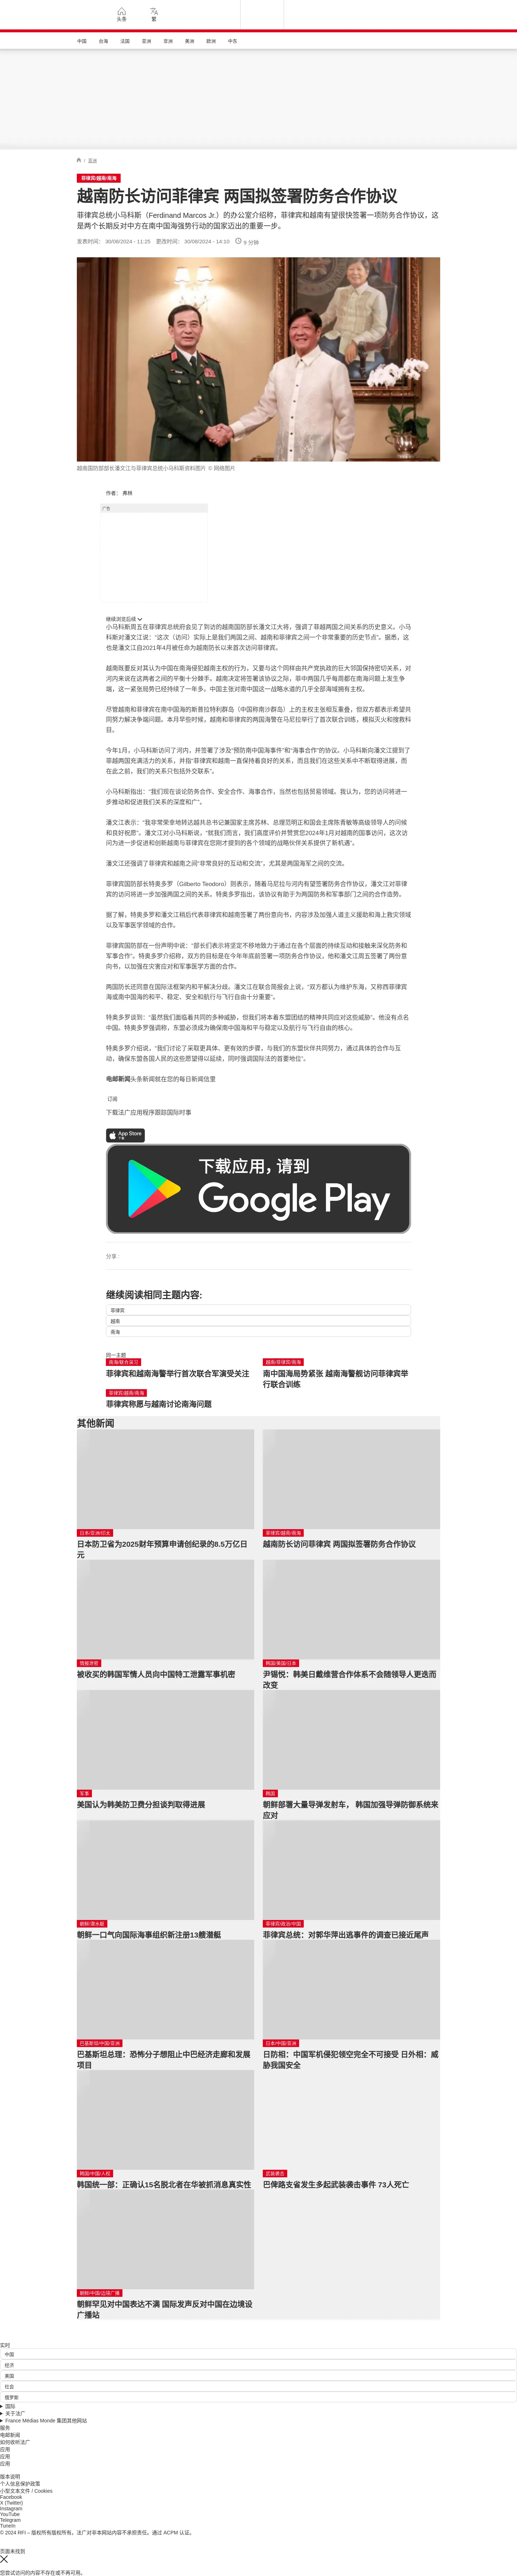 头条
繁
中国
台海
法国
亚洲
非洲
美洲
欧洲
中东
/ 亚洲
菲律宾/越南/南海
越南防长访问菲律宾 两国拟签署防务合作协议
菲律宾总统小马科斯（Ferdinand Marcos Jr.）的办公室介绍称，菲律宾和越南有望很快签署一项防务合作协议，这
是两个长期反对中方在南中国海强势行动的国家迈出的重要一步。
发表时间： 30/08/2024 - 11:25 更改时间： 30/08/2024 - 14:10 6 分钟
越南国防部部长潘文江与菲律宾总统小马科斯资料图片 © 网络图片
作者： 弗林
广告
继续浏览后续
小马科斯周五在菲律宾总统府会见了到访的越南国防部长潘文江大将，强调了菲越两国之间关系的历史意义。小马
科斯对潘文江说：“这次（访问）实际上是我们两国之间、越南和菲律宾之间一个非常重要的历史节点”。据悉，这
也是潘文江自2021年4月被任命为越南防长以来首次访问菲律宾。
越南既要反对其认为中国在南海侵犯越南主权的行为，又要与这个同样由共产党执政的巨大邻国保持密切关系，对
河内来说在这两者之间的平衡十分棘手。越南决定将签署该协议之际，菲中两国几乎每周都在南海问题上发生争
端，这一紧张局势已经持续了一年多。中国主张对南中国这一战略水道的几乎全部海域拥有主权。
尽管越南和菲律宾在南中国海的斯普拉特利群岛（中国称南沙群岛）上的主权主张相互重叠，但双方都表示希望共
同努力解决争端问题。本月早些时候，越南和菲律宾的两国海警在马尼拉举行了首次联合训练，模拟灭火和搜救科
目。
今年1月，小马科斯访问了河内，并签署了涉及“预防南中国海事件”和“海事合作”的协议。小马科斯向潘文江提到了
菲越两国充满活力的关系，并指“菲律宾和越南一直保持着良好的关系，而且我们在这些关系中不断取得进展，而
在此之前，我们的关系只包括外交联系”。
小马科斯指出：“我们现在谈论防务合作、安全合作、海事合作，当然也包括贸易领域。我认为，您的访问将进一
步推动和促进我们关系的深度和广”。
潘文江表示：“我非常荣幸地转达越共总书记兼国家主席苏林、总理范明正和国会主席陈青敏等高级领导人的问候
和良好祝愿”。潘文江对小马科斯说，“就我们而言，我们高度评价并赞赏您2024年1月对越南的国事访问，这次访
问为进一步促进和创新越南与菲律宾在您刚才提到的各个领域的战略伙伴关系提供了新机遇”。
潘文江还强调了菲律宾和越南之间“非常良好的互动和交流”，尤其是两国海军之间的交流。
菲律宾国防部长特奥多罗（Gilberto Teodoro）则表示，随着马尼拉与河内有望签署防务合作协议，潘文江对菲律
宾的访问将进一步加强两国之间的关系。特奥多罗指出，该协议有助于为两国防务和军事部门之间的合作造势。
据了解，特奥多罗和潘文江稍后代表菲律宾和越南签署了两份意向书，内容涉及加强人道主义援助和海上救灾领域
以及军事医学领域的合作。
菲律宾国防部在一份声明中说：“部长们表示将坚定不移地致力于通过在各个层面的持续互动和接触来深化防务和
军事合作”。特奥多罗介绍称，双方的目标是在今年年底前签署一项防务合作协议，他和潘文江周五签署了两份意
向书，以加强在灾害应对和军事医学方面的合作。
两国防长还同意在国际法框架内和平解决分歧。潘文江在联合简报会上说，“双方都认为维护东海，又称西菲律宾
海或南中国海的和平、稳定、安全和航行与飞行自由十分重要”。
特奥多罗谈到：“虽然我们面临着共同的多种威胁，但我们将本着东盟团结的精神共同应对这些威胁”。他没有点名
中国。特奥多罗强调称，东盟必须成为确保南中国海和平与稳定以及航行与飞行自由的核心。
特奥多罗介绍说，“我们讨论了采取更具体、更有效的步骤，与我们的东盟伙伴共同努力，通过具体的合作与互
动，确保东盟各国人民的这些愿望得以延续，同时强调国际法的首要地位”。
电邮新闻头条新闻就在您的每日新闻信里
订阅
下载法广应用程序跟踪国际时事
App Store
下载
下载应用，请到
Google Play
分享 :
继续阅读相同主题内容:
菲律宾
越南
南海
同一主题
南海/联合演习
菲律宾和越南海警举行首次联合军演受关注
越南/菲律宾/南海
南中国海局势紧张 越南海警舰访问菲律宾举
行联合训练
菲律宾/越南/南海
菲律宾称愿与越南讨论南海问题
其他新闻
日本/亚洲/印太
日本防卫省为2025财年预算申请创纪录的8.5万亿日
元
菲律宾/越南/南海
越南防长访问菲律宾 两国拟签署防务合作协议
情报才密
被收买的韩国军情人员向中国特工泄露军事机密
韩国/美国/日本
尹锡悦：韩美日戴维营合作体系不会随领导人更迭而
改变
军事
美国认为韩美防卫费分担谈判取得进展
韩国
朝鲜部署大量导弹发射车， 韩国加强导弹防御系统来
应对
朝鲜/潜水艇
朝鲜一口气向国际海事组织新注册13艘潜艇
菲律宾/政治/中国
菲律宾总统：对郭华萍出逃事件的调查已接近尾声
巴基斯坦/中国/亚洲
巴基斯坦总理：恐怖分子想阻止中巴经济走廊和发展
项目
日本/中国/亚洲
日防相：中国军机侵犯领空完全不可接受 日外相：威
胁我国安全
韩国/中国/人权
韩国统一部：正确认15名脱北者在华被抓消息真实性
武装袭击
巴俾路支省发生多起武装袭击事件 73人死亡
朝鲜/中国/边境广播
朝鲜罕见对中国表达不满 国际发声反对中国在边境设
广播站
实时
中国
经济
美国
社会
俄罗斯
国际
关于法广
France Médias Monde 集团其他网站
服务
电邮新闻
如何收听法广
应用
应用
应用
版本说明
个人信息保护政策
小型文本文件 / Cookies
Facebook
X (Twitter)
Instagram
YouTube
Telegram
TuneIn
© 2024 RFI – 版权所有版权所有。法广对非本网站内容不承担责任。通过 ACPM 认证。
页面未找到
您尝试访问的内容不存在或不再可用。